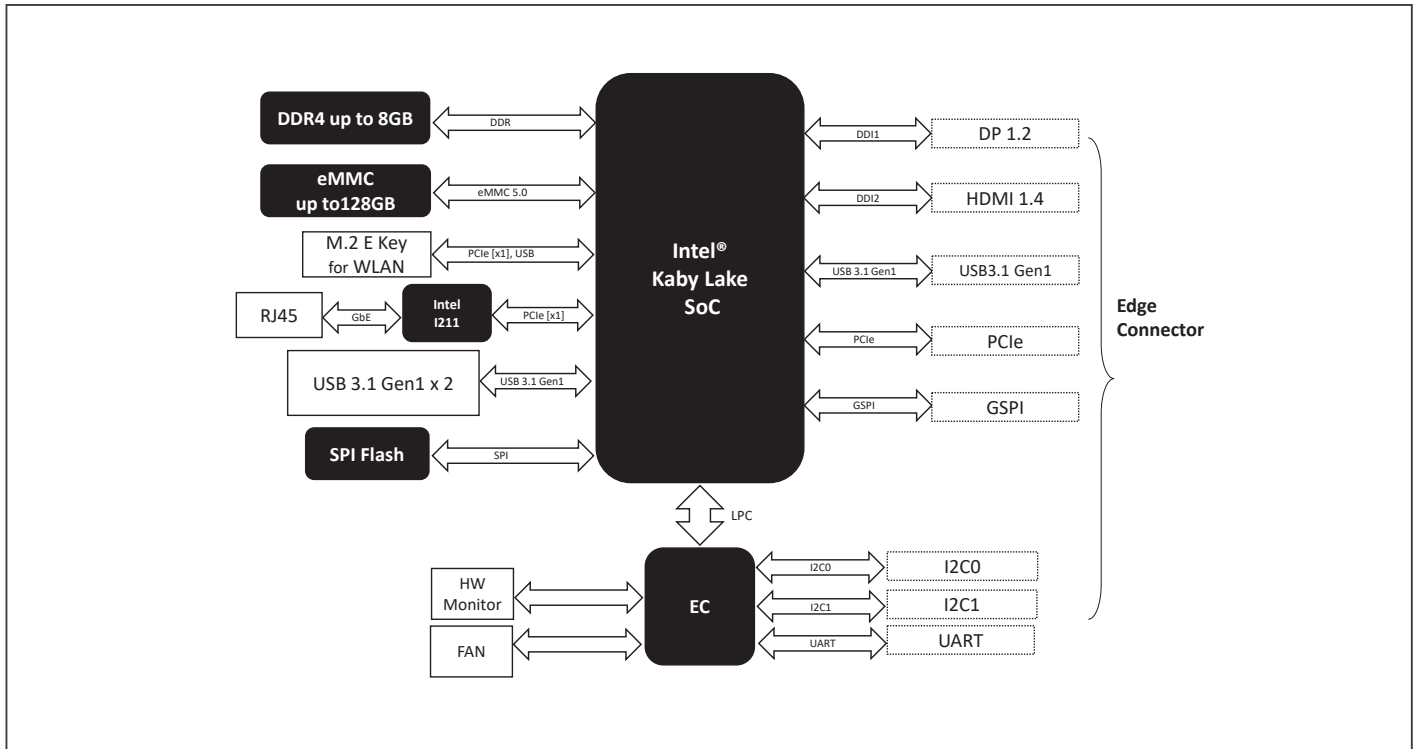 DDR4 up to 8GB
DDR
eMMC
up to128GB
eMMC 5.0
M.2 E Key
for WLAN
PCIe [x1], USB
RJ45
GbE
Intel
I211
PCIe [x1]
USB 3.1 Gen1 x 2
USB 3.1 Gen1
SPI Flash
SPI
Intel®
Kaby Lake
SoC
DDI1
DP 1.2
DDI2
HDMI 1.4
USB 3.1 Gen1
USB3.1 Gen1
PCIe
PCIe
GSPI
GSPI
Edge
Connector
LPC
HW
Monitor
FAN
EC
I2C0
I2C0
I2C1
I2C1
UART
UART